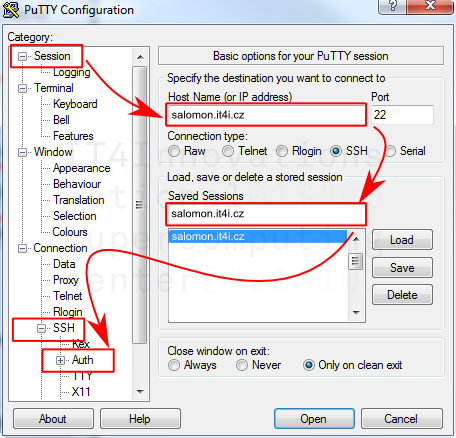 PuTTY Configuration
Category:
Session
Logging
Terminal
Keyboard
Bell
Features
Window
Appearance
Behaviour
Translation
Selection
Colours
Connection
Data
Proxy
Telnet
Rlogin
SSH
Kex
Auth
TTY
X11
Basic options for your PuTTY session
Specify the destination you want to connect to
Host Name (or IP address) Port
salomon.it4i.cz 22
Connection type:
Raw Telnet Rlogin SSH Serial
Load, save or delete a stored session
Saved Sessions
salomon.it4i.cz
salomon.it4i.cz
Load
Save
Delete
Close window on exit:
Always Never Only on clean exit
About Help Open Cancel
IT4Innovations
national
supercomputing
center